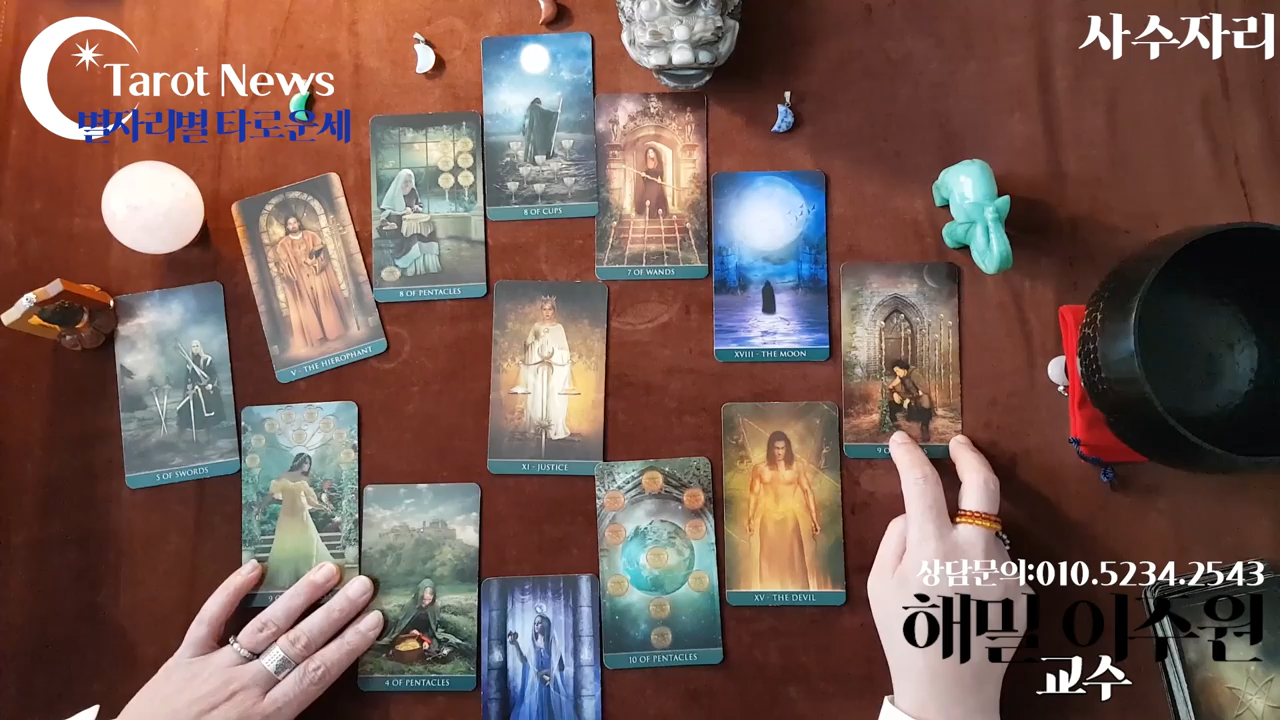 사수자리
Tarot News
별자리별 타로운세
8 OF CUPS
7 OF WANDS
8 OF PENTACLES
V - THE HIEROPHANT
XVIII - THE MOON
5 OF SWORDS
XI - JUSTICE
9 O
XV - THE DEVIL
10 OF PENTACLES
4 OF PENTACLES
상담문의:010.5234.2543
해밀 이수원
교수